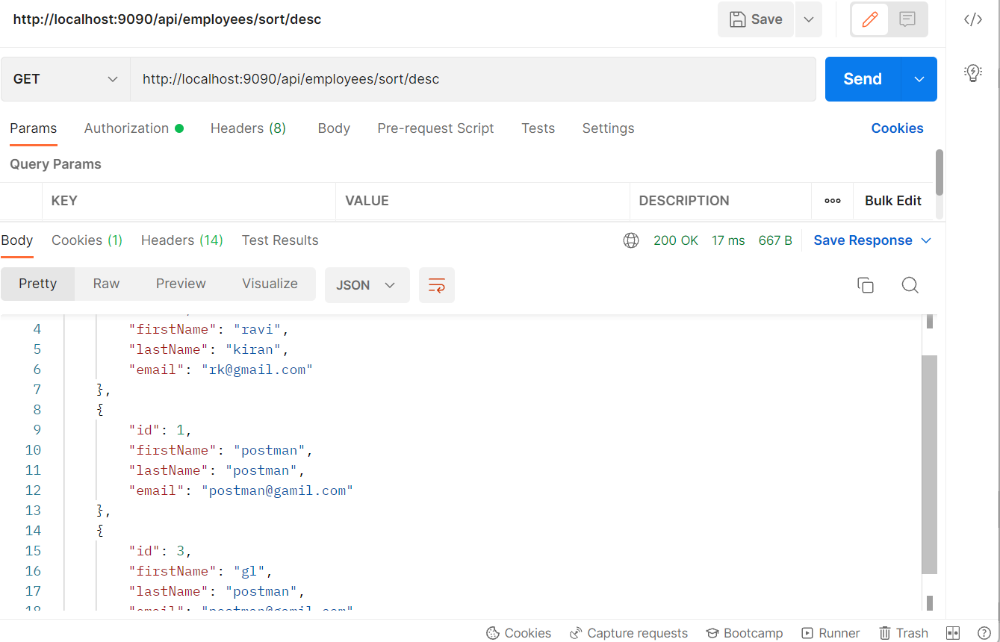 http://localhost:9090/api/employees/sort/desc
Save
GET
http://localhost:9090/api/employees/sort/desc
Send
Params Authorization Headers (8) Body Pre-request Script Tests Settings Cookies
Query Params
KEY VALUE DESCRIPTION ooo Bulk Edit
Body Cookies (1) Headers (14) Test Results 200 OK 17 ms 667 B Save Response
Pretty Raw Preview Visualize JSON
4 "firstName": "ravi",
5 "lastName": "kiran",
6 "email": "rk@gmail.com"
7 },
8 {
9 "id": 1,
10 "firstName": "postman",
11 "lastName": "postman",
12 "email": "postman@gamil.com"
13 },
14 {
15 "id": 3,
16 "firstName": "gl",
17 "lastName": "postman",
18 "email": "postman@gamil.com"
Cookies Capture requests Bootcamp Runner Trash